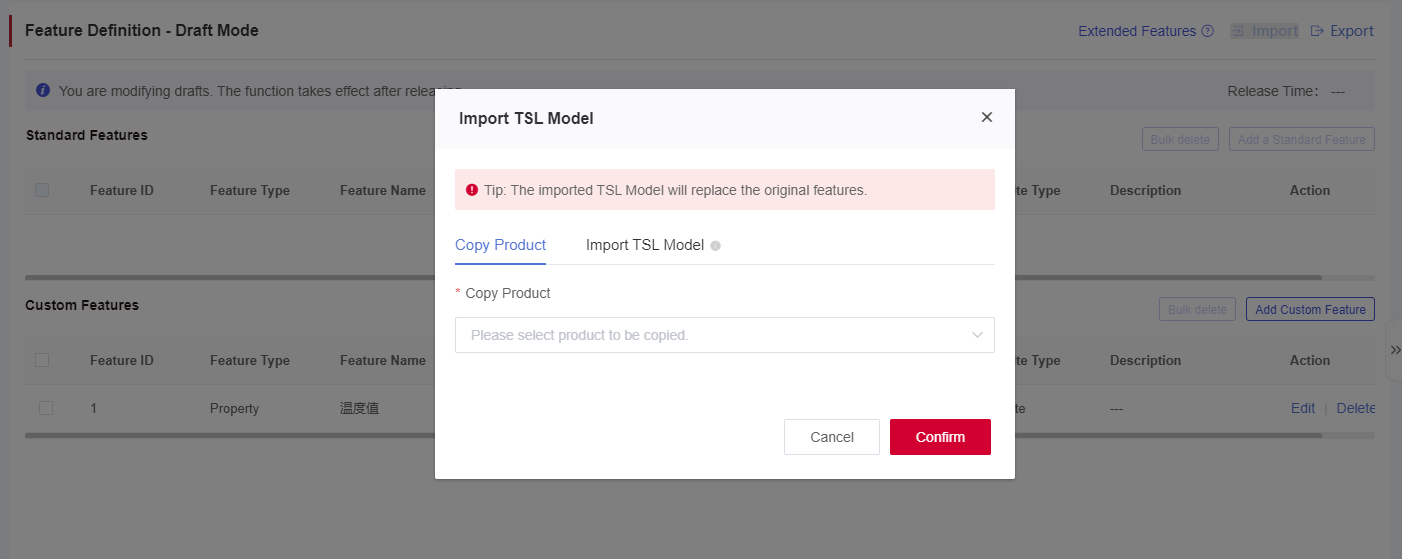 Feature Definition - Draft Mode
Extended Features
Import
Export
You are modifying drafts. The function takes effect after releasing
Release Time： ---
Standard Features
Bulk delete
Add a Standard Feature
Feature ID Feature Type Feature Name te Type Description Action
Custom Features
Bulk delete
Add Custom Feature
Feature ID Feature Type Feature Name te Type Description Action
1 Property 温度值 te --- Edit | Delete
Import TSL Model
Tip: The imported TSL Model will replace the original features.
Copy Product
Import TSL Model
* Copy Product
Please select product to be copied.
Cancel
Confirm